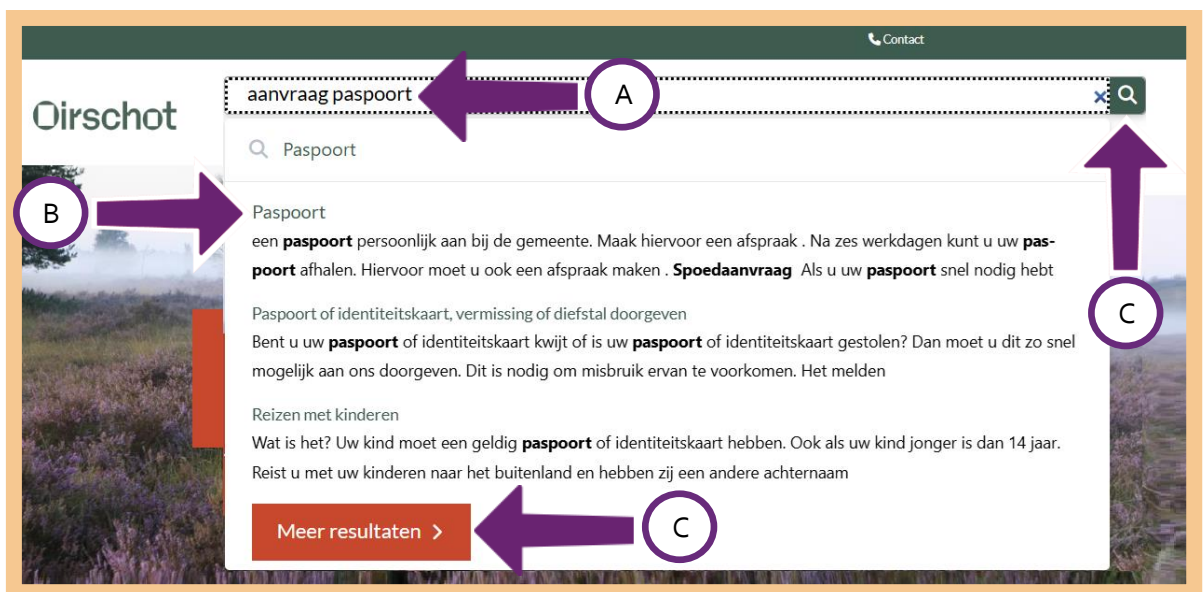 Contact
aanvraag paspoort
A
Oirschot
Paspoort
B
Paspoort
een paspoort persoonlijk aan bij de gemeente. Maak hiervoor een afspraak . Na zes werkdagen kunt u uw pas-
poort afhalen. Hiervoor moet u ook een afspraak maken . Spoedaanvraag Als u uw paspoort snel nodig hebt
C
Paspoort of identiteitskaart, vermissing of diefstal doorgeven
Bent u uw paspoort of identiteitskaart kwijt of is uw paspoort of identiteitskaart gestolen? Dan moet u dit zo snel
mogelijk aan ons doorgeven. Dit is nodig om misbruik ervan te voorkomen. Het melden
Reizen met kinderen
Wat is het? Uw kind moet een geldig paspoort of identiteitskaart hebben. Ook als uw kind jonger is dan 14 jaar.
Reist u met uw kinderen naar het buitenland en hebben zij een andere achternaam
Meer resultaten
C